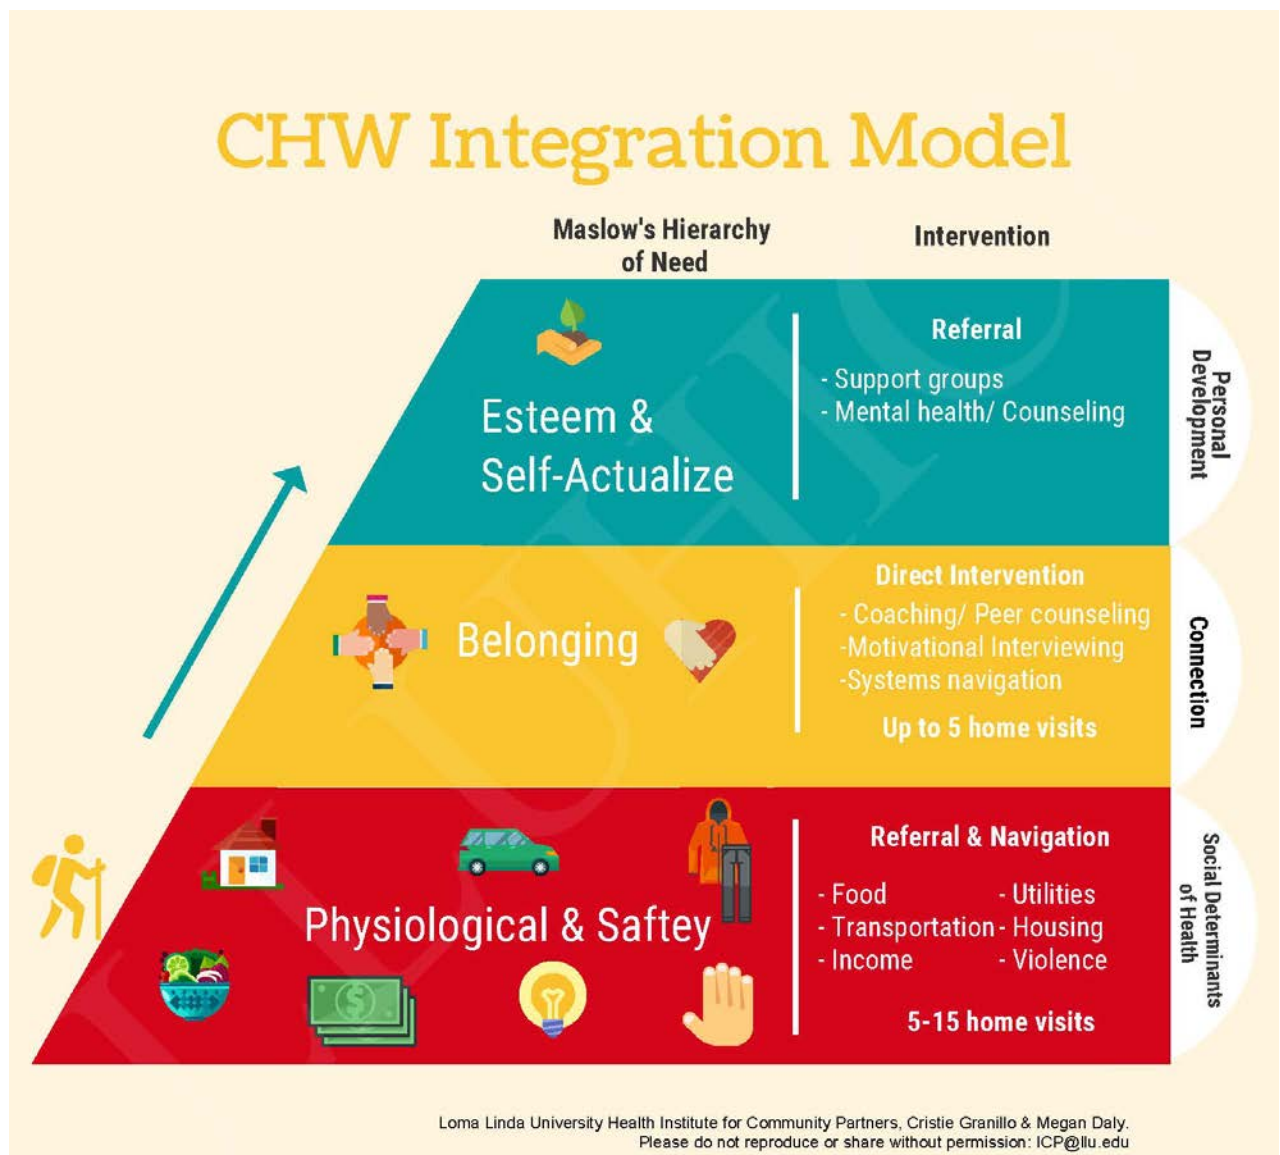 CHW Integration Model
Maslow's Hierarchy
of Need
Intervention
Esteem &
Self-Actualize
Referral
- Support groups
- Mental health/ Counseling
Personal
Development
Belonging
Direct Intervention
- Coaching/ Peer counseling
-Motivational Interviewing
-Systems navigation
Up to 5 home visits
Connection
Physiological & Saftey
Referral & Navigation
- Food - Utilities
- Transportation - Housing
- Income - Violence
5-15 home visits
Social Determinants
of Health
Loma Linda University Health Institute for Community Partners, Cristie Granillo & Megan Daly.
Please do not reproduce or share without permission: ICP@llu.edu